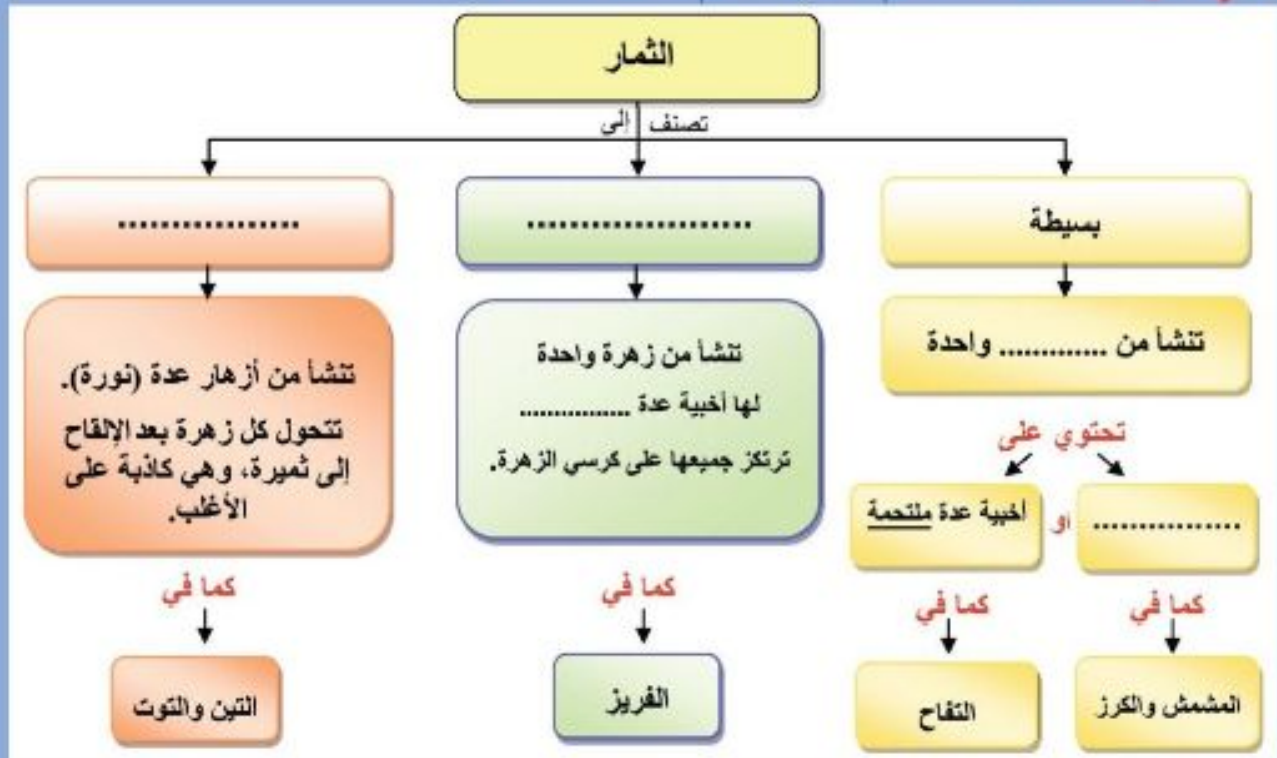 الثمار
تصنف إلى
بسيطة
تنشأ من ............. واحدة
تحتوي على
................
او
أخبية عدة ملتحمة
كما في
كما في
المشمش والكرز
التفاح
.....................
تنشأ من زهرة واحدة
لها أخبية عدة ................
ترتكز جميعها على كرسي الزهرة.
كما في
الفريز
.................
تنشأ من أزهار عدة (نورة).
تتحول كل زهرة بعد الإلقاح
إلى ثميرة، وهي كاذبة على
الأغلب.
كما في
التين والتوت